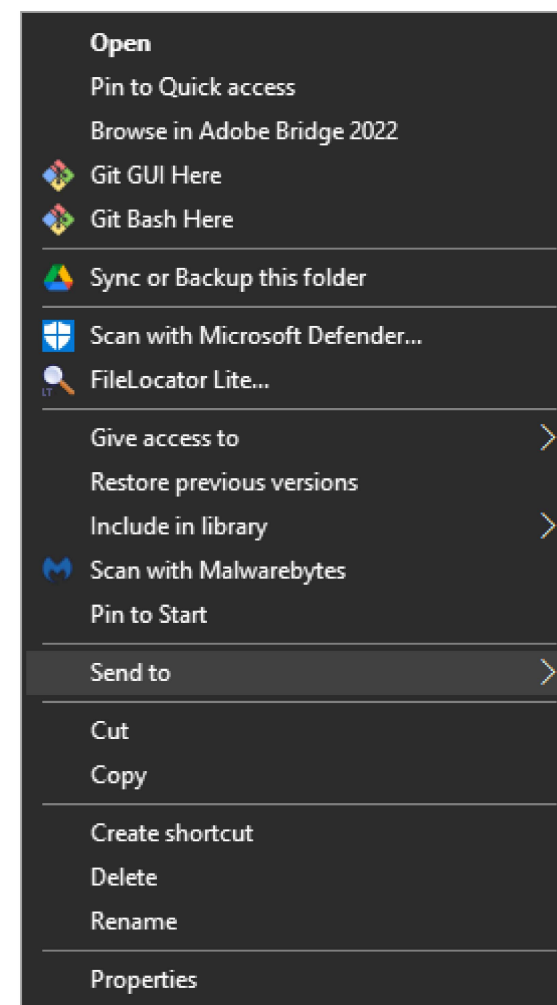 Open
Pin to Quick access
Browse in Adobe Bridge 2022
Git GUI Here
Git Bash Here
Sync or Backup this folder
Scan with Microsoft Defender...
LT FileLocator Lite...
Give access to
Restore previous versions
Include in library
Scan with Malwarebytes
Pin to Start
Send to
Cut
Copy
Create shortcut
Delete
Rename
Properties